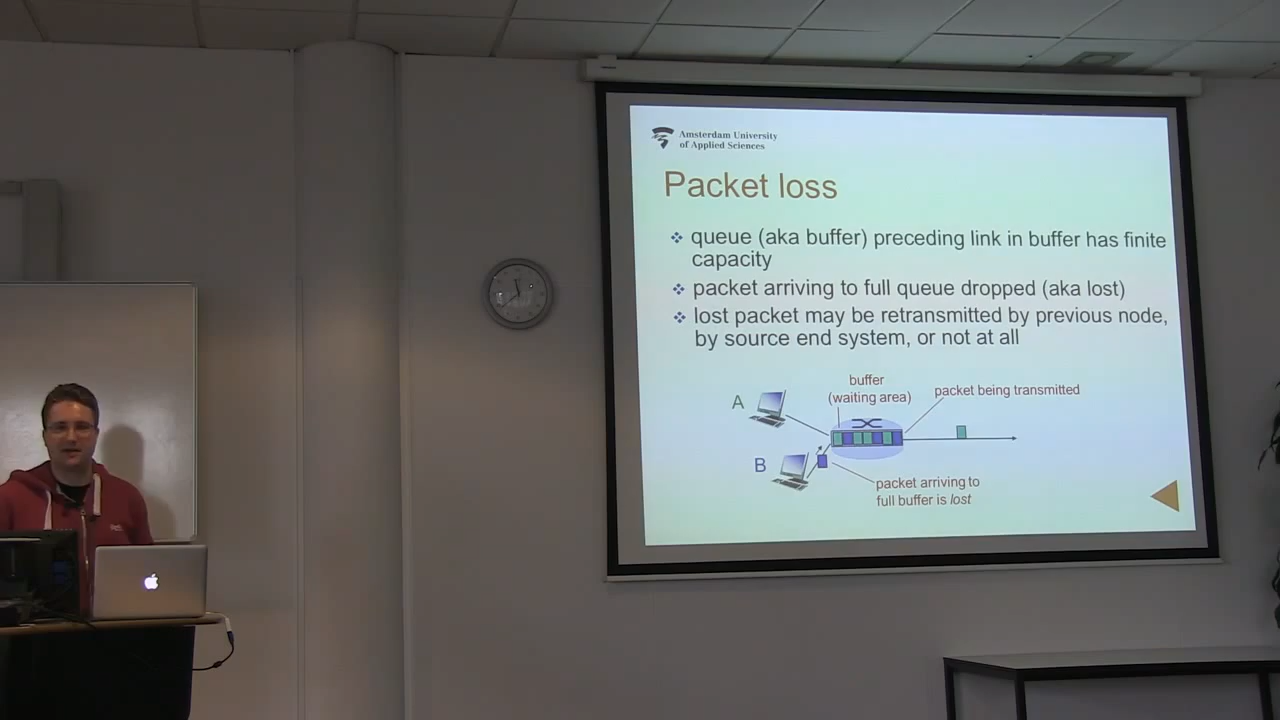 Amsterdam University
of Applied Sciences
Packet loss
queue (aka buffer) preceding link in buffer has finite
capacity
packet arriving to full queue dropped (aka lost)
lost packet may be retransmitted by previous node,
by source end system, or not at all
buffer
(waiting area)
packet being transmitted
A
B
packet arriving to
full buffer is lost